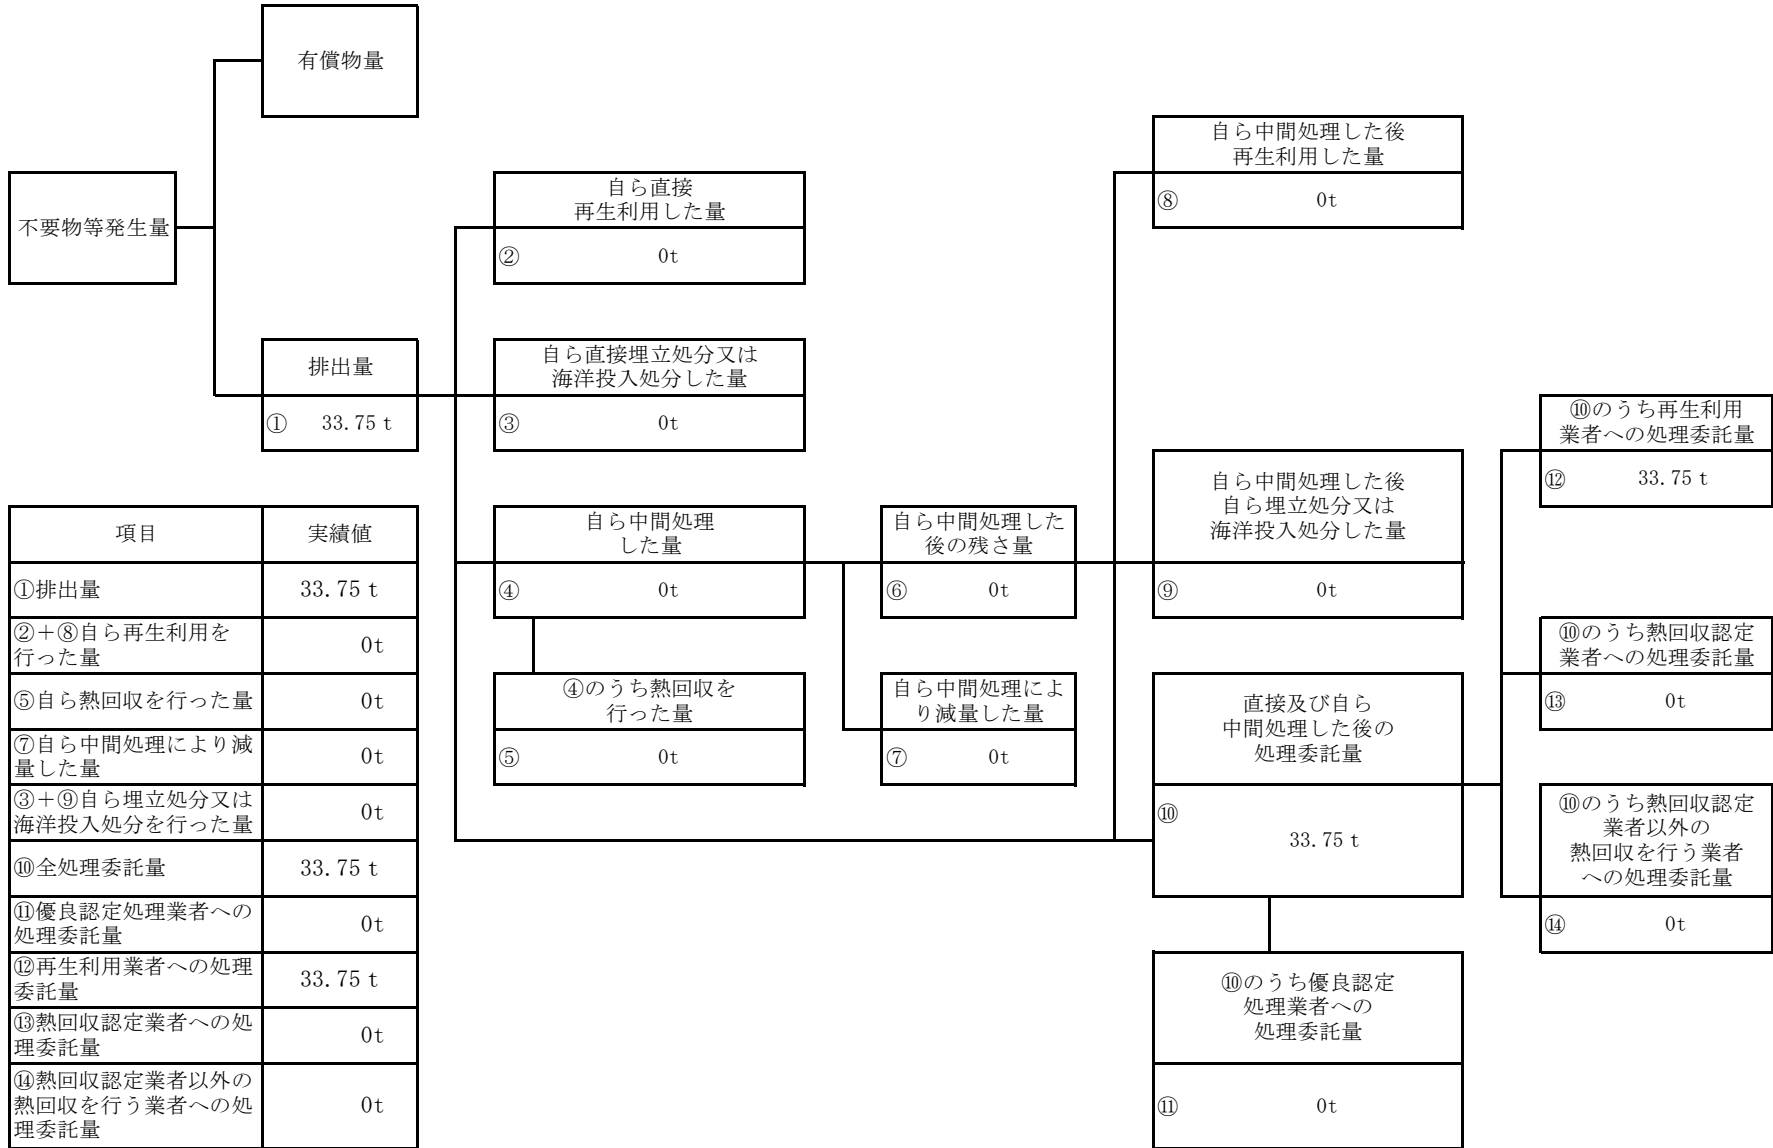 有償物量
不要物等発生量
排出量
① 33.75 t
自ら直接
再生利用した量
② 0t
自ら直接埋立処分又は
海洋投入処分した量
③ 0t
自ら中間処理
した量
④ 0t
④のうち熱回収を
行った量
⑤ 0t
自ら中間処理した
後の残さ量
⑥ 0t
自ら中間処理によ
り減量した量
⑦ 0t
自ら中間処理した後
再生利用した量
⑧ 0t
自ら中間処理した後
自ら埋立処分又は
海洋投入処分した量
⑨ 0t
直接及び自ら
中間処理した後の
処理委託量
⑩
33.75 t
⑩のうち優良認定
処理業者への
処理委託量
⑪ 0t
⑩のうち再生利用
業者への処理委託量
⑫ 33.75 t
⑩のうち熱回収認定
業者への処理委託量
⑬ 0t
⑩のうち熱回収認定
業者以外の
熱回収を行う業者
への処理委託量
⑭ 0t
項目 実績値
①排出量 33.75 t
②+⑧自ら再生利用を
行った量 0t
⑤自ら熱回収を行った量 0t
⑦自ら中間処理により減
量した量 0t
③+⑨自ら埋立処分又は
海洋投入処分を行った量 0t
⑩全処理委託量 33.75 t
⑪優良認定処理業者への
処理委託量 0t
⑫再生利用業者への処理
委託量 33.75 t
⑬熱回収認定業者への処
理委託量 0t
⑭熱回収認定業者以外の
熱回収を行う業者への処
理委託量 0t